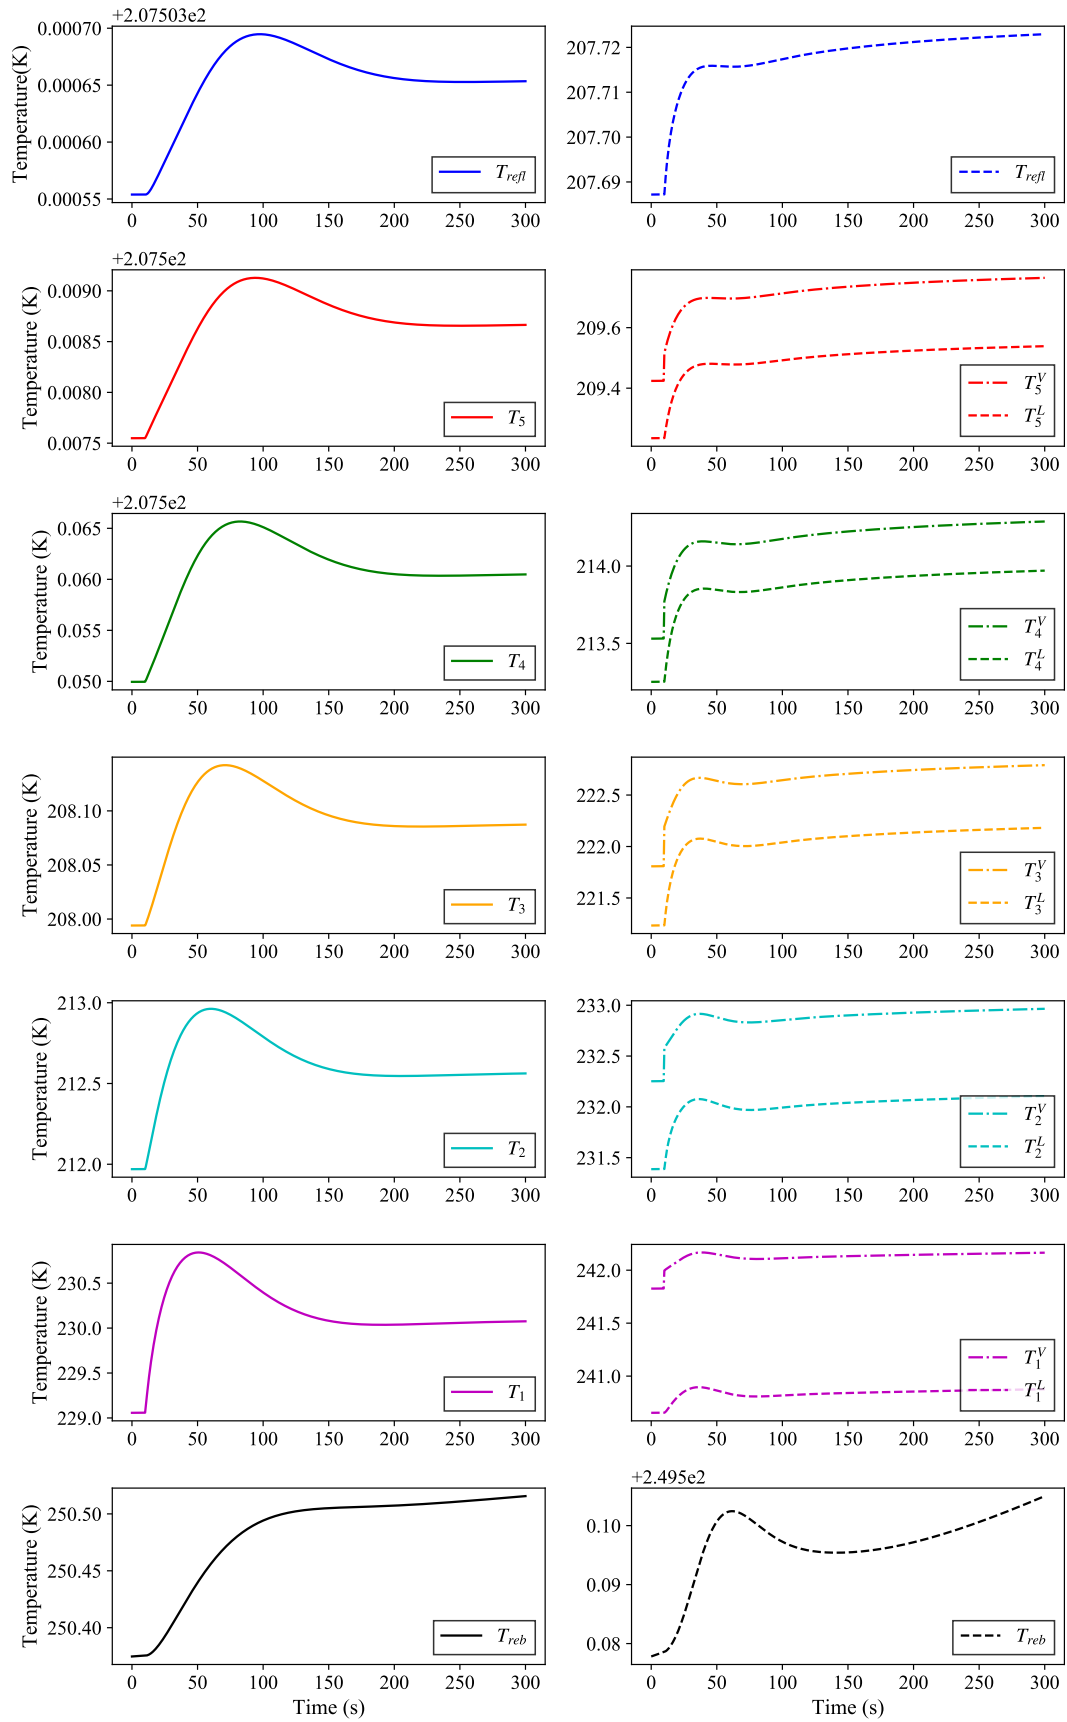 +2.07503e2
Temperature(K)
0.00070
0.00065
0.00060
0.00055
T_refl
0 50 100 150 200 250 300
207.72
207.71
207.70
207.69
T_refl
0 50 100 150 200 250 300
+2.075e2
Temperature (K)
0.0090
0.0085
0.0080
0.0075
T_5
0 50 100 150 200 250 300
209.6
209.4
T_5^V
T_5^L
0 50 100 150 200 250 300
+2.075e2
Temperature (K)
0.065
0.060
0.055
0.050
T_4
0 50 100 150 200 250 300
214.0
213.5
T_4^V
T_4^L
0 50 100 150 200 250 300
Temperature (K)
208.10
208.05
208.00
T_3
0 50 100 150 200 250 300
222.5
222.0
221.5
T_3^V
T_3^L
0 50 100 150 200 250 300
Temperature (K)
213.0
212.5
212.0
T_2
0 50 100 150 200 250 300
233.0
232.5
232.0
231.5
T_2^V
T_2^L
0 50 100 150 200 250 300
Temperature (K)
230.5
230.0
229.5
229.0
T_1
0 50 100 150 200 250 300
242.0
241.5
241.0
T_1^V
T_1^L
0 50 100 150 200 250 300
Temperature (K)
250.50
250.45
250.40
T_reb
0 50 100 150 200 250 300
Time (s)
+2.495e2
0.10
0.09
0.08
T_reb
0 50 100 150 200 250 300
Time (s)